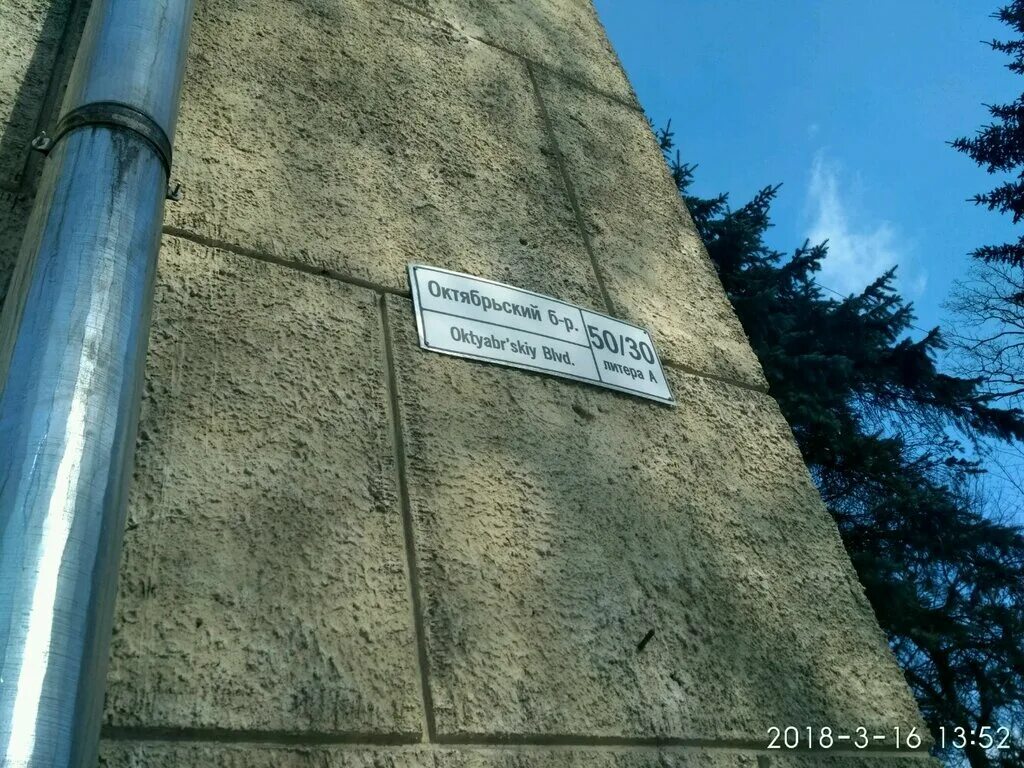 Октябрьский б-р.
Oktyabr'skiy Blvd.
50/30
литера А
2018-3-16 13:52